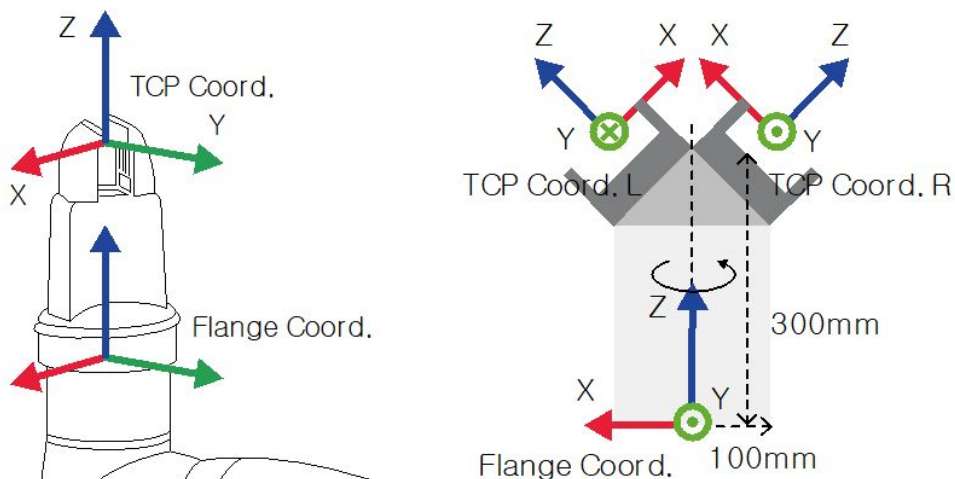 Z
TCP Coord.
Y
X
Flange Coord.
Z
X
X
Z
Y
Y
TCP Coord. L
TCP Coord. R
Z
300mm
X
Y
100mm
Flange Coord.